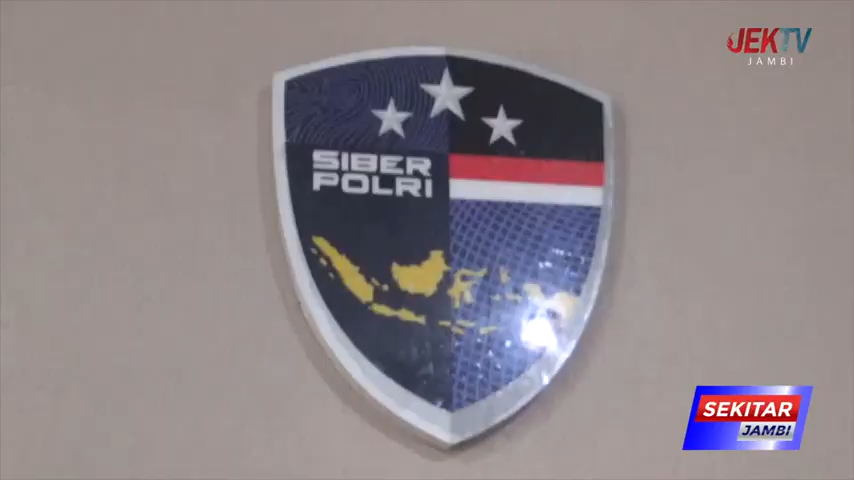 JEKTV
JAMBI
SIBER
POLRI
SEKITAR
JAMBI